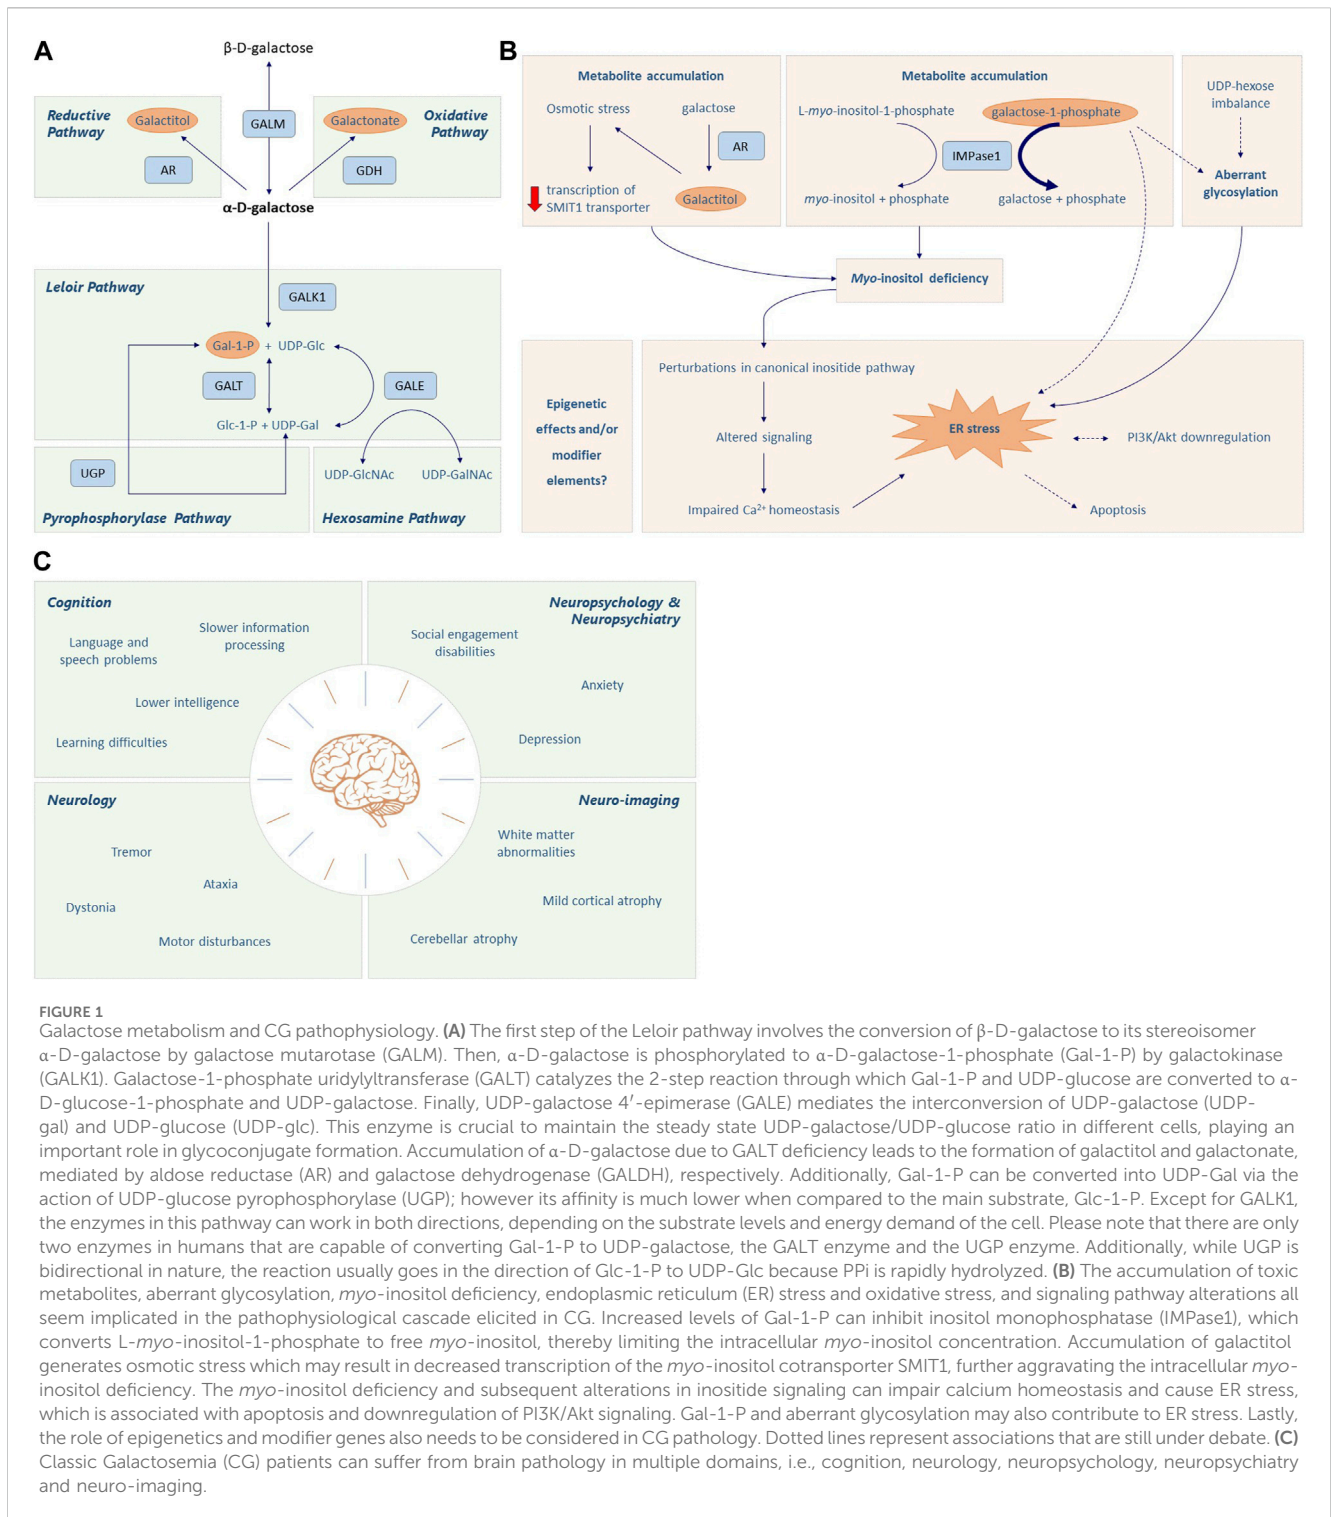 A
β-D-galactose
Reductive
Pathway
Galactitol
GALM
Galactonate
Oxidative
Pathway
AR
GDH
α-D-galactose
Leloir Pathway
GALK1
Gal-1-P + UDP-Glc
GALT
GALE
Glc-1-P + UDP-Gal
UGP
UDP-GlcNAc
UDP-GalNAc
Pyrophosphorylase Pathway
Hexosamine Pathway
B
Metabolite accumulation
Osmotic stress
galactose
AR
transcription of
SMIT1 transporter
Galactitol
Metabolite accumulation
L-myo-inositol-1-phosphate
galactose-1-phosphate
IMPase1
myo-inositol + phosphate
galactose + phosphate
UDP-hexose
imbalance
Aberrant
glycosylation
Myo-inositol deficiency
Epigenetic
effects and/or
modifier
elements?
Perturbations in canonical inositide pathway
Altered signaling
Impaired Ca²⁺ homeostasis
ER stress
PI3K/Akt downregulation
Apoptosis
C
Cognition
Slower information
processing
Language and
speech problems
Lower intelligence
Learning difficulties
Neuropsychology &
Neuropsychiatry
Social engagement
disabilities
Anxiety
Depression
Neurology
Tremor
Ataxia
Dystonia
Motor disturbances
Neuro-imaging
White matter
abnormalities
Mild cortical atrophy
Cerebellar atrophy
FIGURE 1
Galactose metabolism and CG pathophysiology. (A) The first step of the Leloir pathway involves the conversion of β-D-galactose to its stereoisomer
α-D-galactose by galactose mutarotase (GALM). Then, α-D-galactose is phosphorylated to α-D-galactose-1-phosphate (Gal-1-P) by galactokinase
(GALK1). Galactose-1-phosphate uridylyltransferase (GALT) catalyzes the 2-step reaction through which Gal-1-P and UDP-glucose are converted to α-
D-glucose-1-phosphate and UDP-galactose. Finally, UDP-galactose 4′-epimerase (GALE) mediates the interconversion of UDP-galactose (UDP-
gal) and UDP-glucose (UDP-glc). This enzyme is crucial to maintain the steady state UDP-galactose/UDP-glucose ratio in different cells, playing an
important role in glycoconjugate formation. Accumulation of α-D-galactose due to GALT deficiency leads to the formation of galactitol and galactonate,
mediated by aldose reductase (AR) and galactose dehydrogenase (GALDH), respectively. Additionally, Gal-1-P can be converted into UDP-Gal via the
action of UDP-glucose pyrophosphorylase (UGP); however its affinity is much lower when compared to the main substrate, Glc-1-P. Except for GALK1,
the enzymes in this pathway can work in both directions, depending on the substrate levels and energy demand of the cell. Please note that there are only
two enzymes in humans that are capable of converting Gal-1-P to UDP-galactose, the GALT enzyme and the UGP enzyme. Additionally, while UGP is
bidirectional in nature, the reaction usually goes in the direction of Glc-1-P to UDP-Glc because PPi is rapidly hydrolyzed. (B) The accumulation of toxic
metabolites, aberrant glycosylation, myo-inositol deficiency, endoplasmic reticulum (ER) stress and oxidative stress, and signaling pathway alterations all
seem implicated in the pathophysiological cascade elicited in CG. Increased levels of Gal-1-P can inhibit inositol monophosphatase (IMPase1), which
converts L-myo-inositol-1-phosphate to free myo-inositol, thereby limiting the intracellular myo-inositol concentration. Accumulation of galactitol
generates osmotic stress which may result in decreased transcription of the myo-inositol cotransporter SMIT1, further aggravating the intracellular myo-
inositol deficiency. The myo-inositol deficiency and subsequent alterations in inositide signaling can impair calcium homeostasis and cause ER stress,
which is associated with apoptosis and downregulation of PI3K/Akt signaling. Gal-1-P and aberrant glycosylation may also contribute to ER stress. Lastly,
the role of epigenetics and modifier genes also needs to be considered in CG pathology. Dotted lines represent associations that are still under debate. (C)
Classic Galactosemia (CG) patients can suffer from brain pathology in multiple domains, i.e., cognition, neurology, neuropsychology, neuropsychiatry
and neuro-imaging.